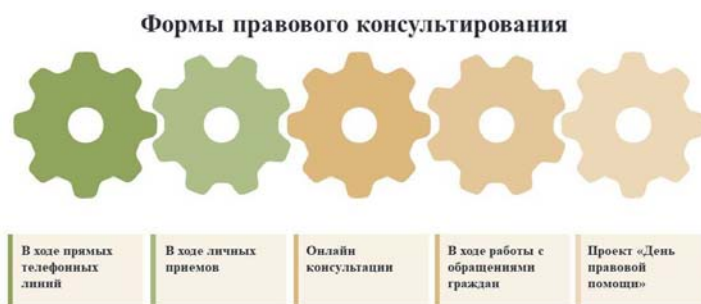 Формы правового консультирования
В ходе прямых
телефонных
линий
В ходе личных
приемов
Онлайн
консультации
В ходе работы с
обращениями
граждан
Проект «День
правовой
помощи»